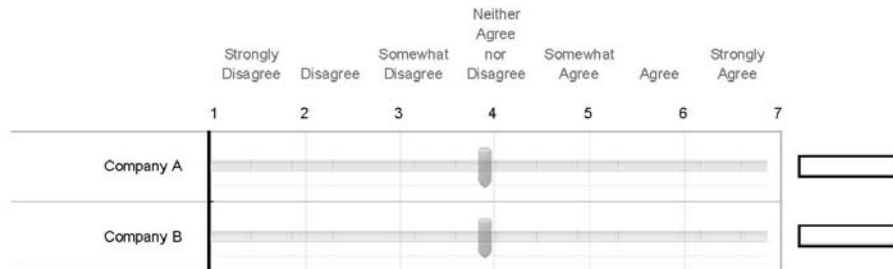 Neither
Agree
Strongly Somewhat nor Somewhat Strongly
Disagree Disagree Disagree Disagree Agree Agree Agree
1 2 3 4 5 6 7
Company A
Company B